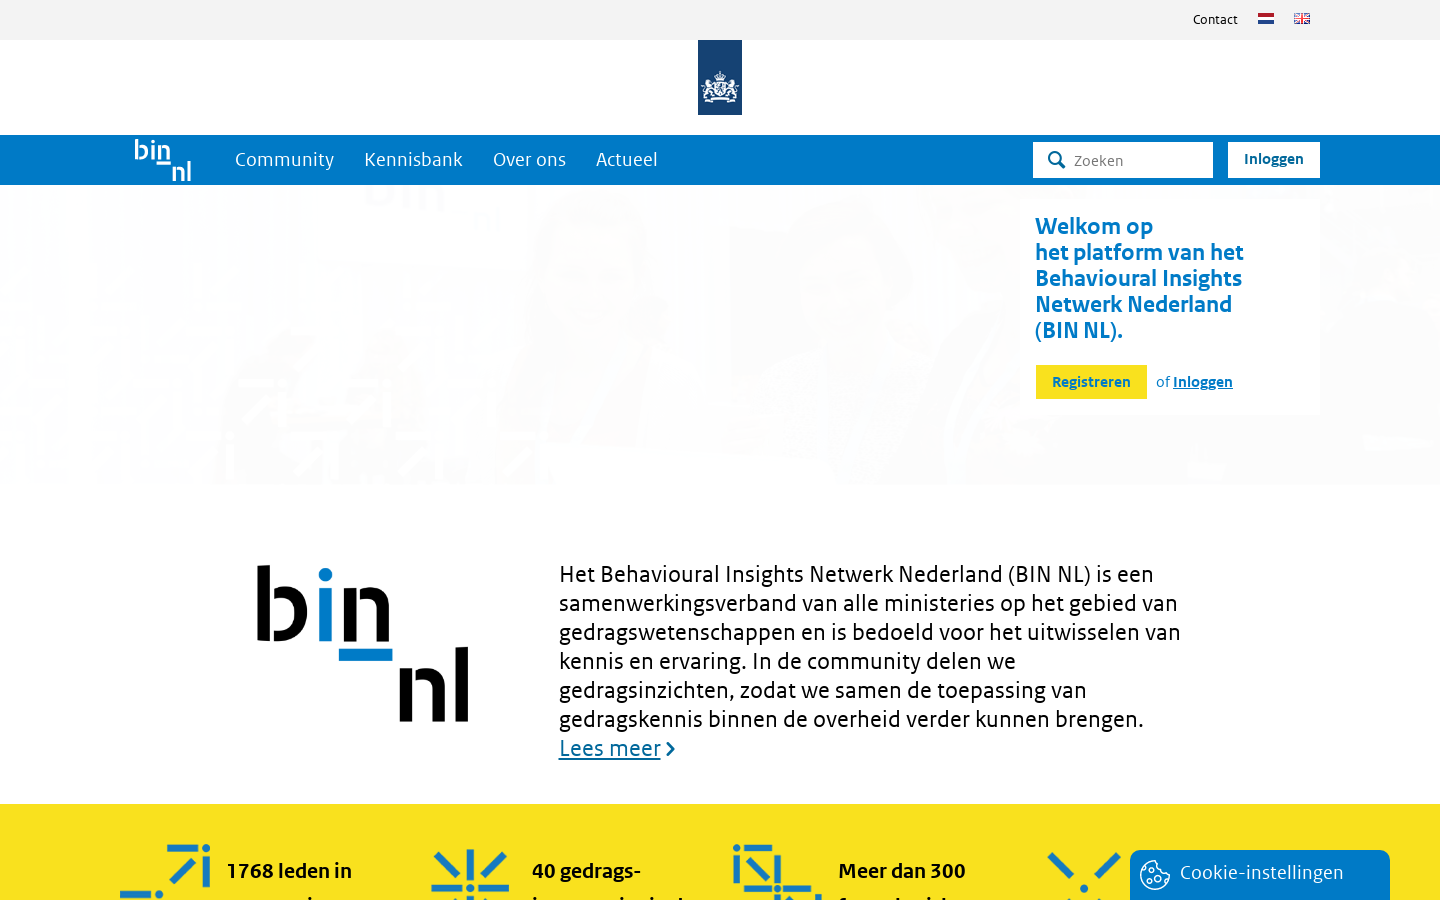 Contact
bin nl
Community
Kennisbank
Over ons
Actueel
Zoeken
Inloggen
Welkom op
het platform van het
Behavioural Insights
Netwerk Nederland
(BIN NL).
Registreren
of Inloggen
bin
nl
Het Behavioural Insights Netwerk Nederland (BIN NL) is een
samenwerkingsverband van alle ministeries op het gebied van
gedragswetenschappen en is bedoeld voor het uitwisselen van
kennis en ervaring. In de community delen we
gedragsinzichten, zodat we samen de toepassing van
gedragskennis binnen de overheid verder kunnen brengen.
Lees meer
1768 leden in
40 gedrags-
Meer dan 300
Cookie-instellingen